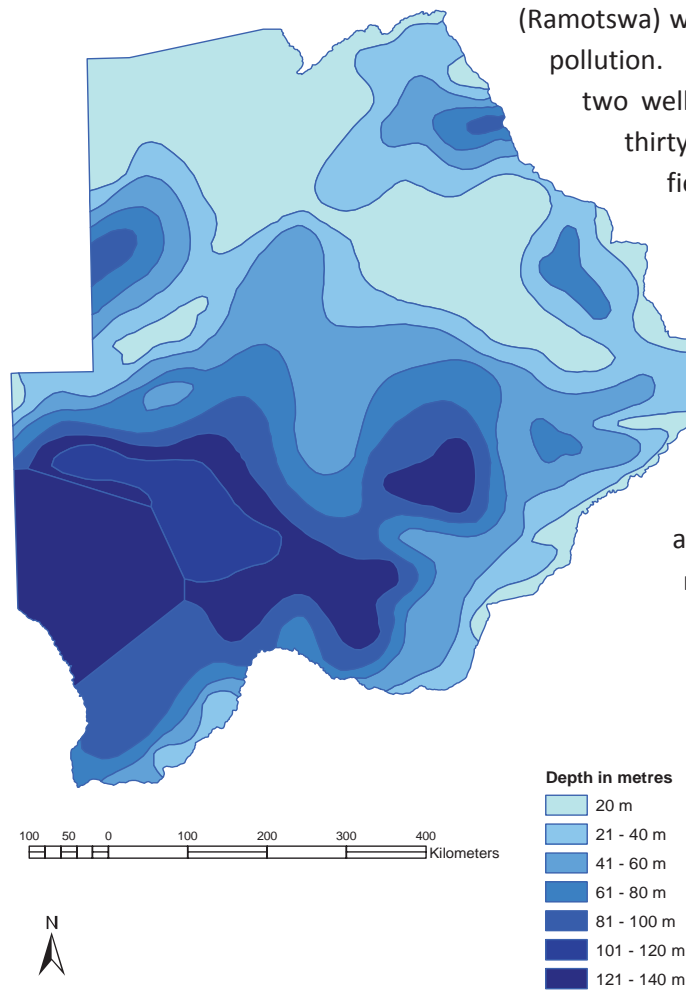 (Ramotswa) w
pollution.
two well
thirty
fie
a
r
Depth in metres
20 m
21 - 40 m
41 - 60 m
61 - 80 m
81 - 100 m
101 - 120 m
121 - 140 m
100 50 0 100 200 300 400
Kilometers
N